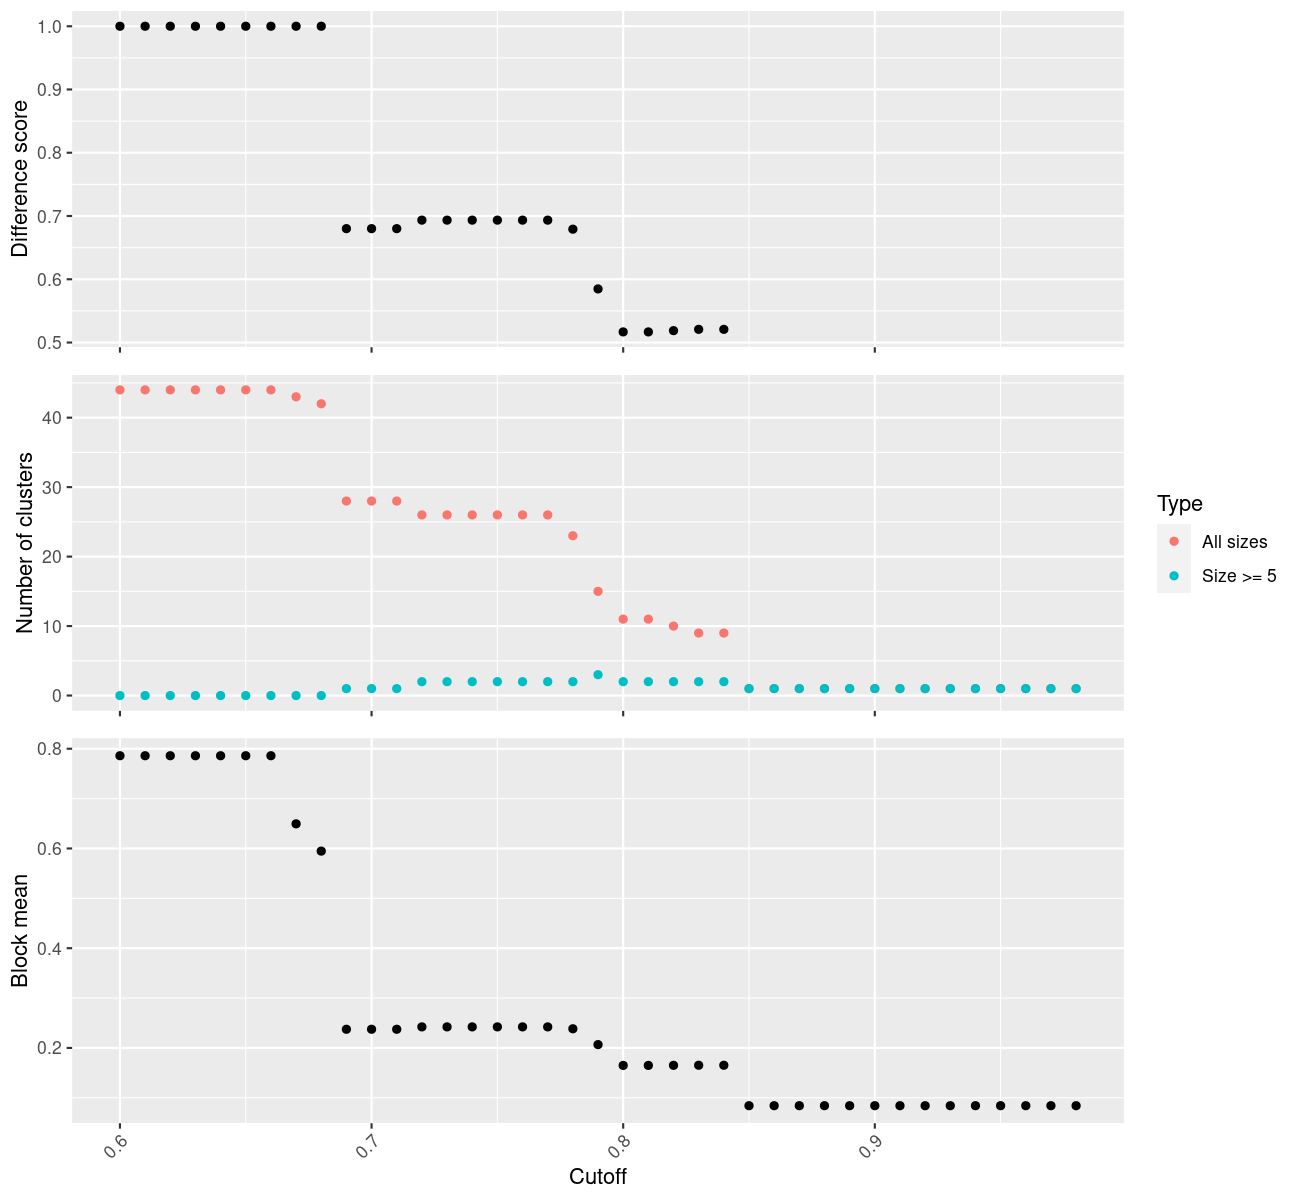 Difference score
1.0
0.9
0.8
0.7
0.6
0.5
Number of clusters
40
30
20
10
0
Type
All sizes
Size >= 5
Block mean
0.8
0.6
0.4
0.2
0.6
0.7
0.8
0.9
Cutoff